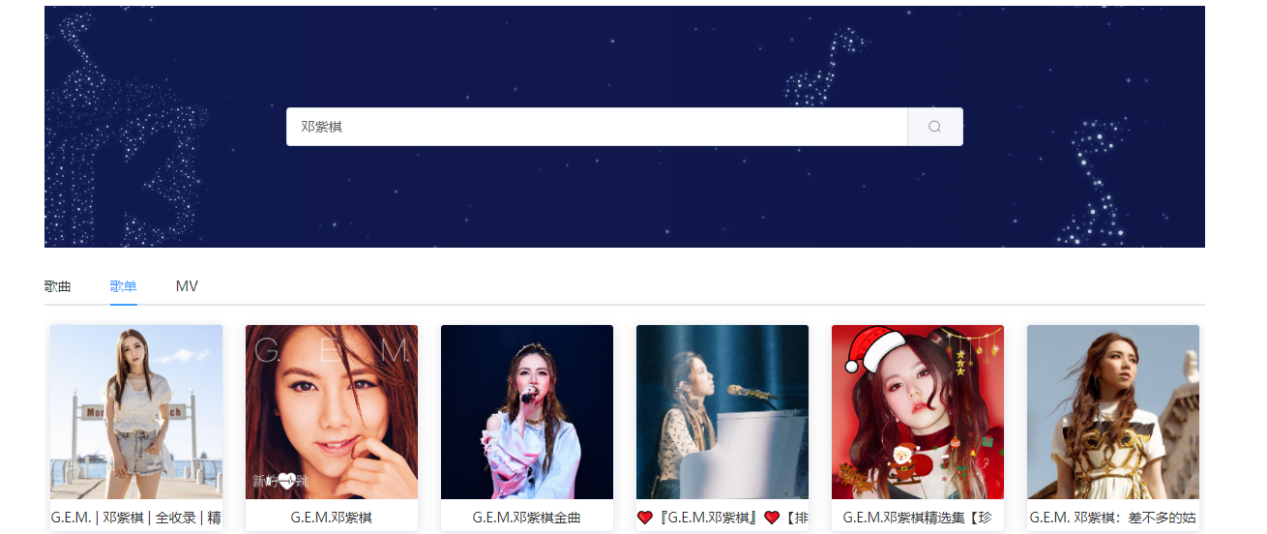 邓紫棋
歌曲
歌单
MV
G. E. M.
新的心跳
G.E.M. | 邓紫棋 | 全收录 | 精
G.E.M.邓紫棋
G.E.M.邓紫棋金曲
❤『G.E.M.邓紫棋』❤【排
G.E.M.邓紫棋精选集【珍
G.E.M. 邓紫棋：差不多的姑